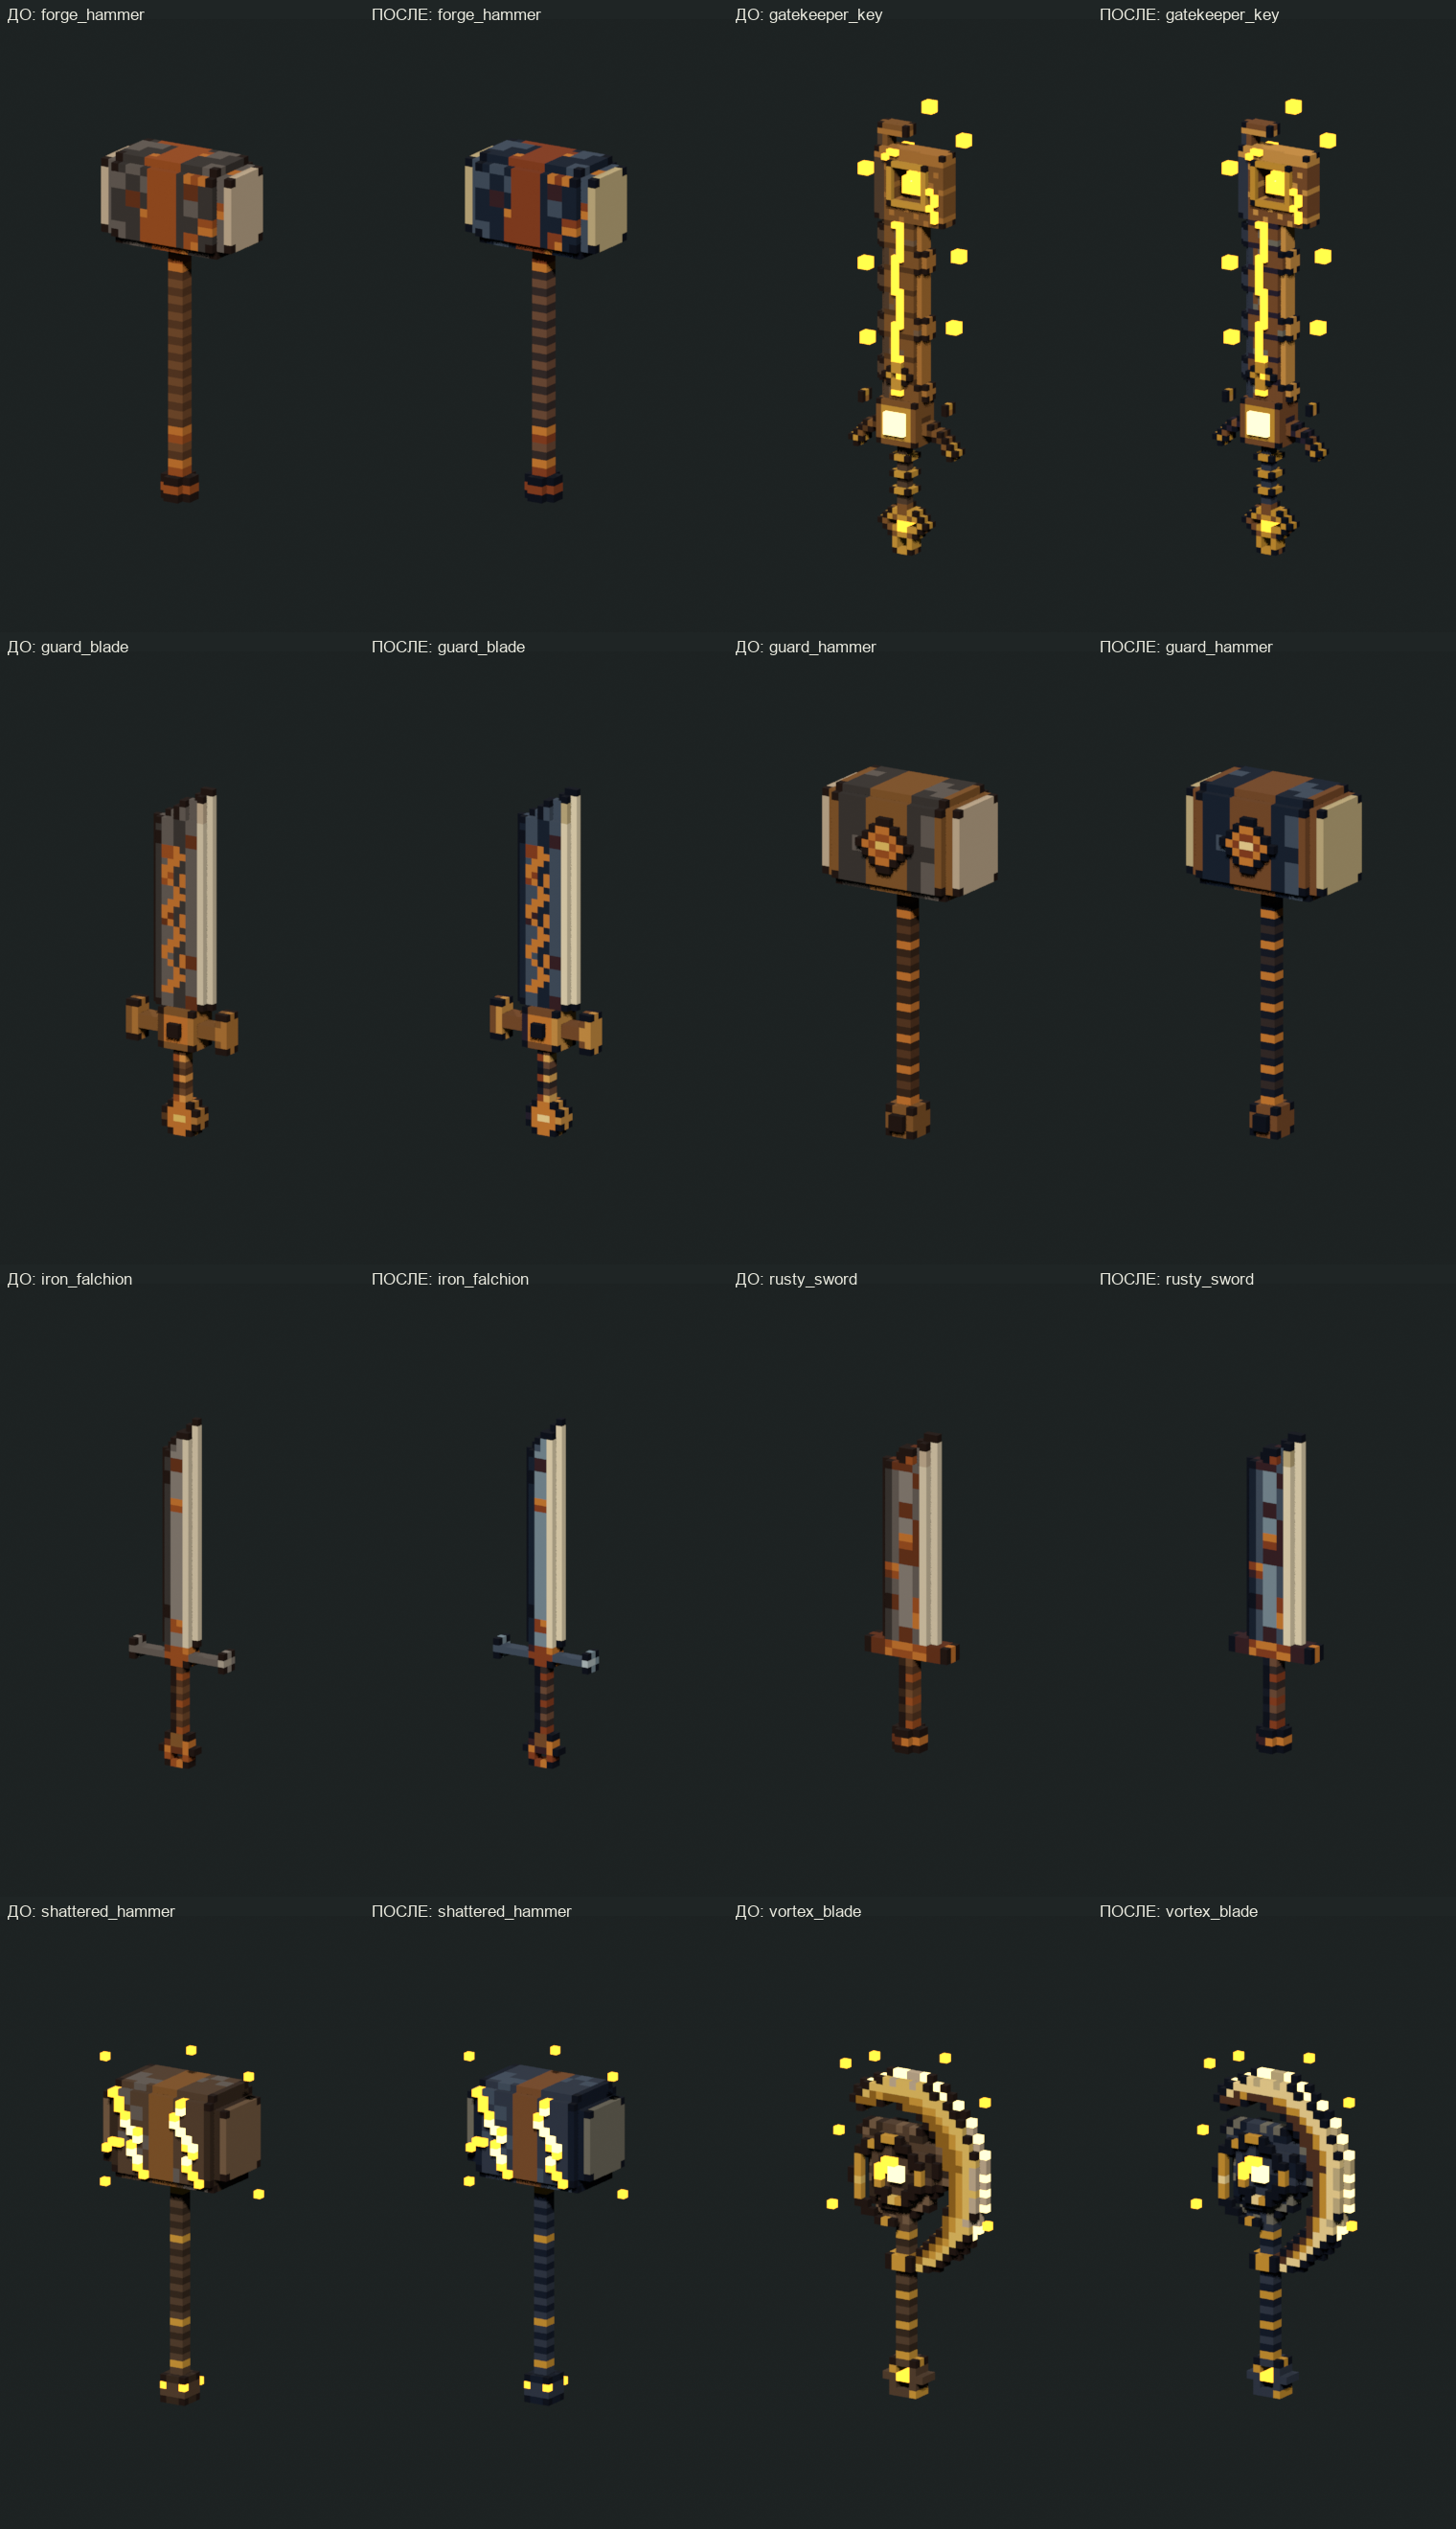 ДО: forge_hammer
ПОСЛЕ: forge_hammer
ДО: gatekeeper_key
ПОСЛЕ: gatekeeper_key
ДО: guard_blade
ПОСЛЕ: guard_blade
ДО: guard_hammer
ПОСЛЕ: guard_hammer
ДО: iron_falchion
ПОСЛЕ: iron_falchion
ДО: rusty_sword
ПОСЛЕ: rusty_sword
ДО: shattered_hammer
ПОСЛЕ: shattered_hammer
ДО: vortex_blade
ПОСЛЕ: vortex_blade